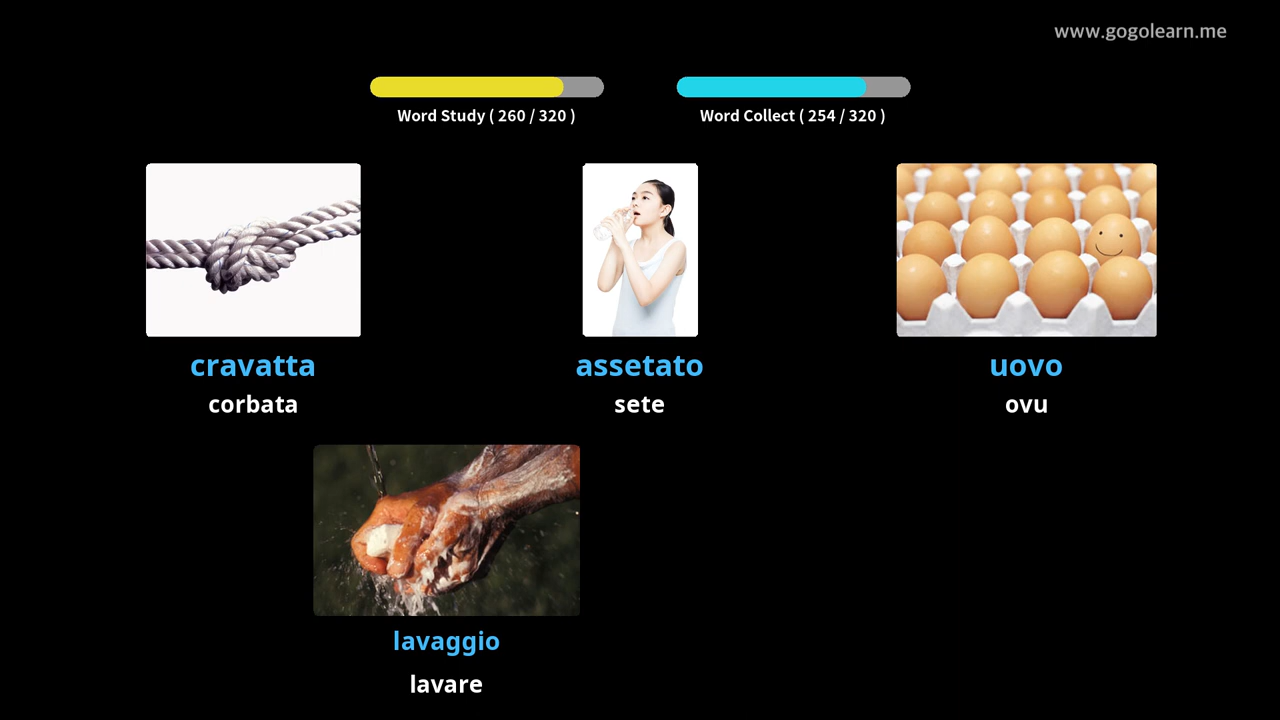 www.gogolearn.me
Word Study ( 260 / 320 )
Word Collect ( 254 / 320 )
cravatta
corbata
assetato
sete
uovo
ovu
lavaggio
lavare